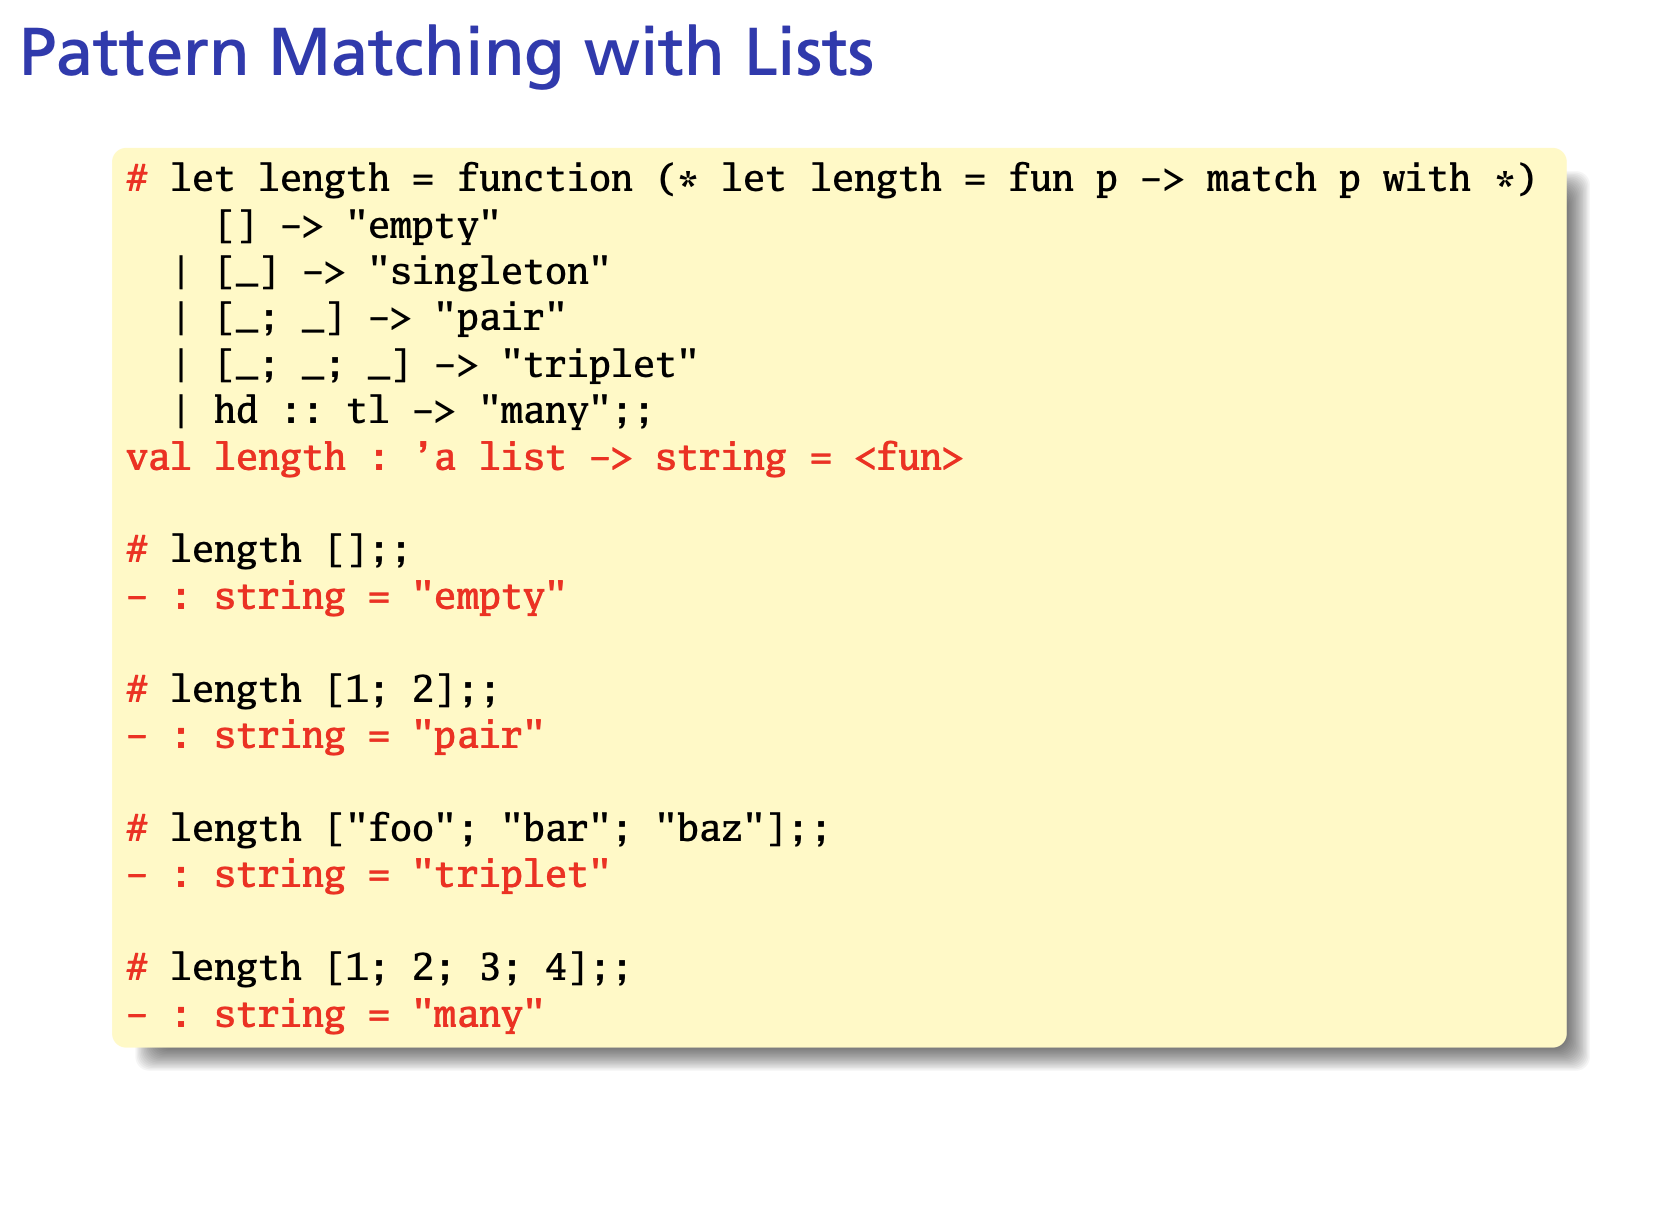 Pattern Matching with Lists
# let length = function (* let length = fun p -> match p with *)
    [] -> "empty"
  | [_] -> "singleton"
  | [_; _] -> "pair"
  | [_; _; _] -> "triplet"
  | hd :: tl -> "many";;
val length : ’a list -> string = <fun>
# length [];;
- : string = "empty"
# length [1; 2];;
- : string = "pair"
# length ["foo"; "bar"; "baz"];;
- : string = "triplet"
# length [1; 2; 3; 4];;
- : string = "many"